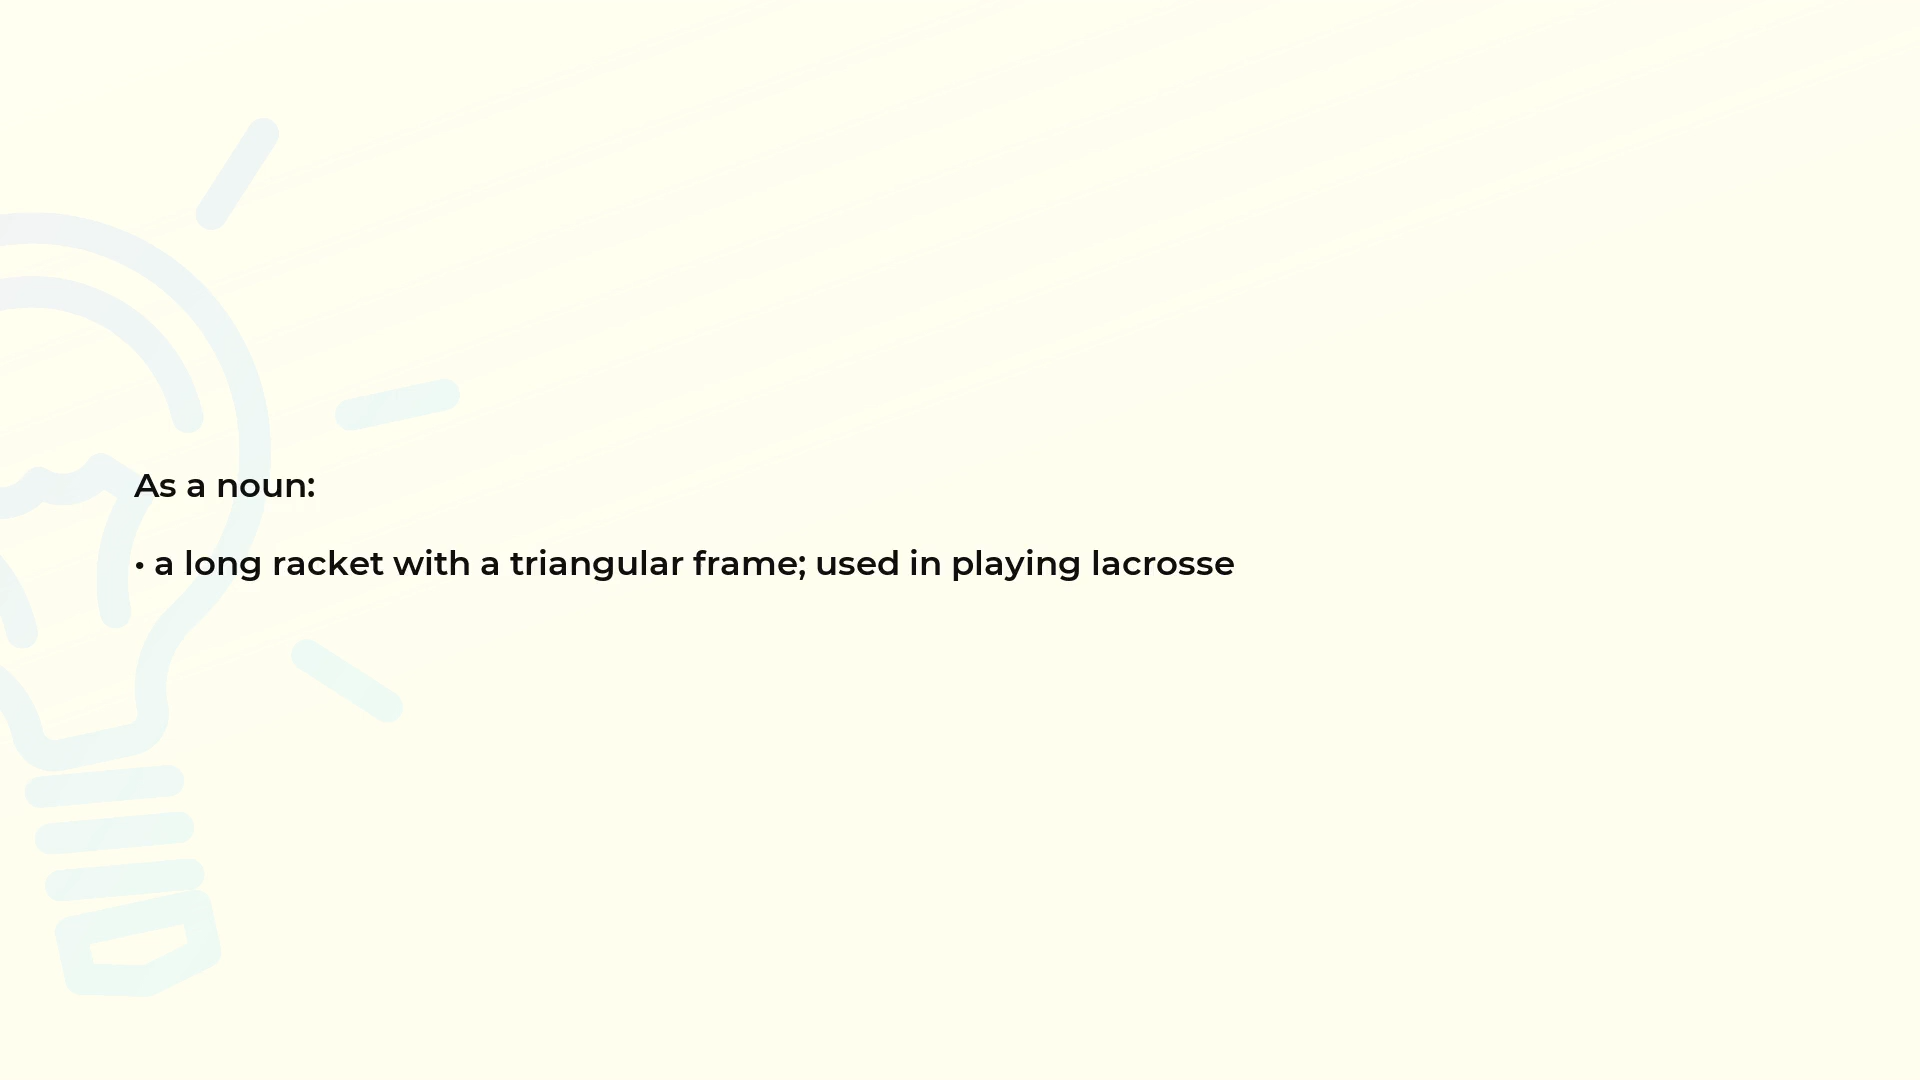 As a noun:
• a long racket with a triangular frame; used in playing lacrosse